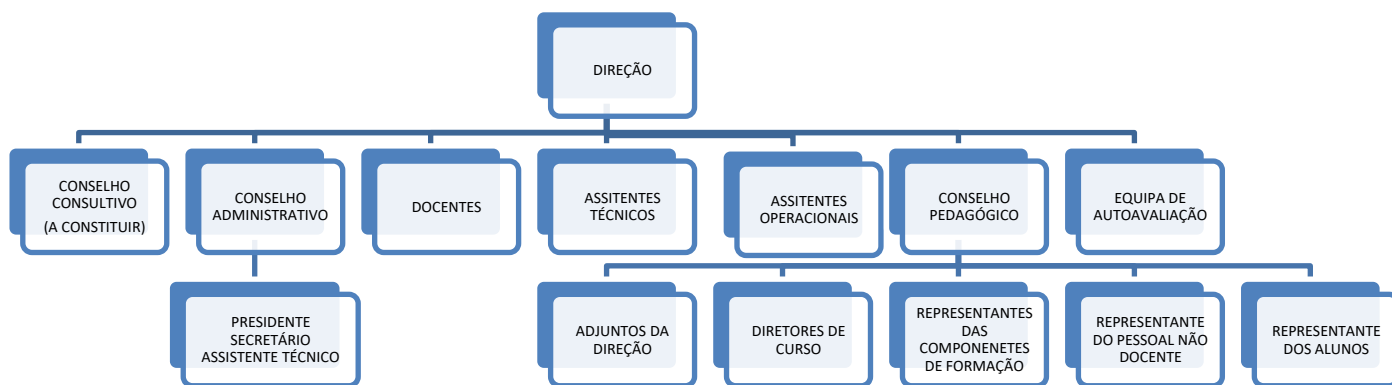 DIREÇÃO
CONSELHO
CONSULTIVO
(A CONSTITUIR)
CONSELHO
ADMINISTRATIVO
DOCENTES
ASSITENTES
TÉCNICOS
ASSITENTES
OPERACIONAIS
CONSELHO
PEDAGÓGICO
EQUIPA DE
AUTOAVALIAÇÃO
PRESIDENTE
SECRETÁRIO
ASSISTENTE TÉCNICO
ADJUNTOS DA
DIREÇÃO
DIRETORES DE
CURSO
REPRESENTANTES
DAS
COMPONENETES
DE FORMAÇÃO
REPRESENTANTE
DO PESSOAL NÃO
DOCENTE
REPRESENTANTE
DOS ALUNOS